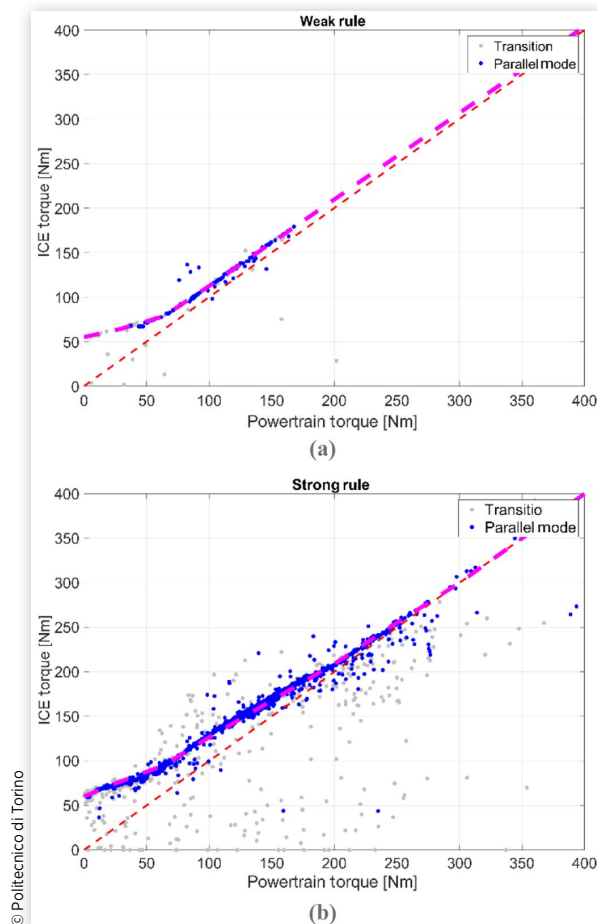 Weak rule
400
350
300
250
200
150
100
50
0
ICE torque [Nm]
Transition
Parallel mode
0 50 100 150 200 250 300 350 400
Powertrain torque [Nm]
(a)
Strong rule
400
350
300
250
200
150
100
50
0
ICE torque [Nm]
Transitio
Parallel mode
0 50 100 150 200 250 300 350 400
Powertrain torque [Nm]
(b)
© Politecnico di Torino